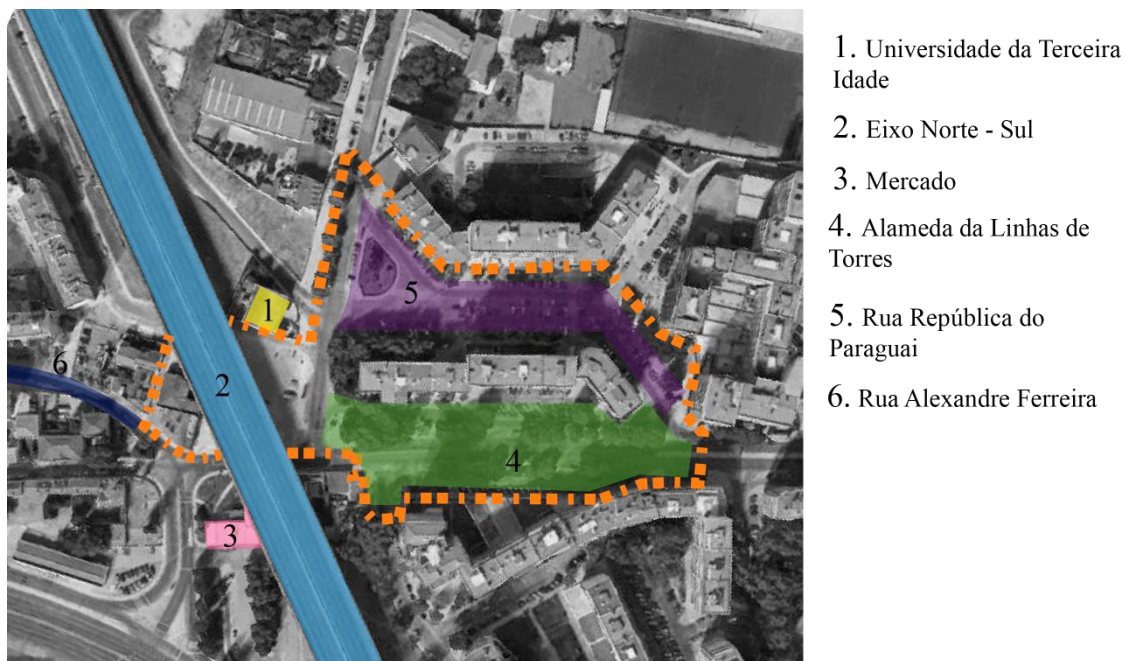 1. Universidade da Terceira
Idade
2. Eixo Norte - Sul
3. Mercado
4. Alameda da Linhas de
Torres
5. Rua República do
Paraguai
6. Rua Alexandre Ferreira
5
1
6
2
4
3